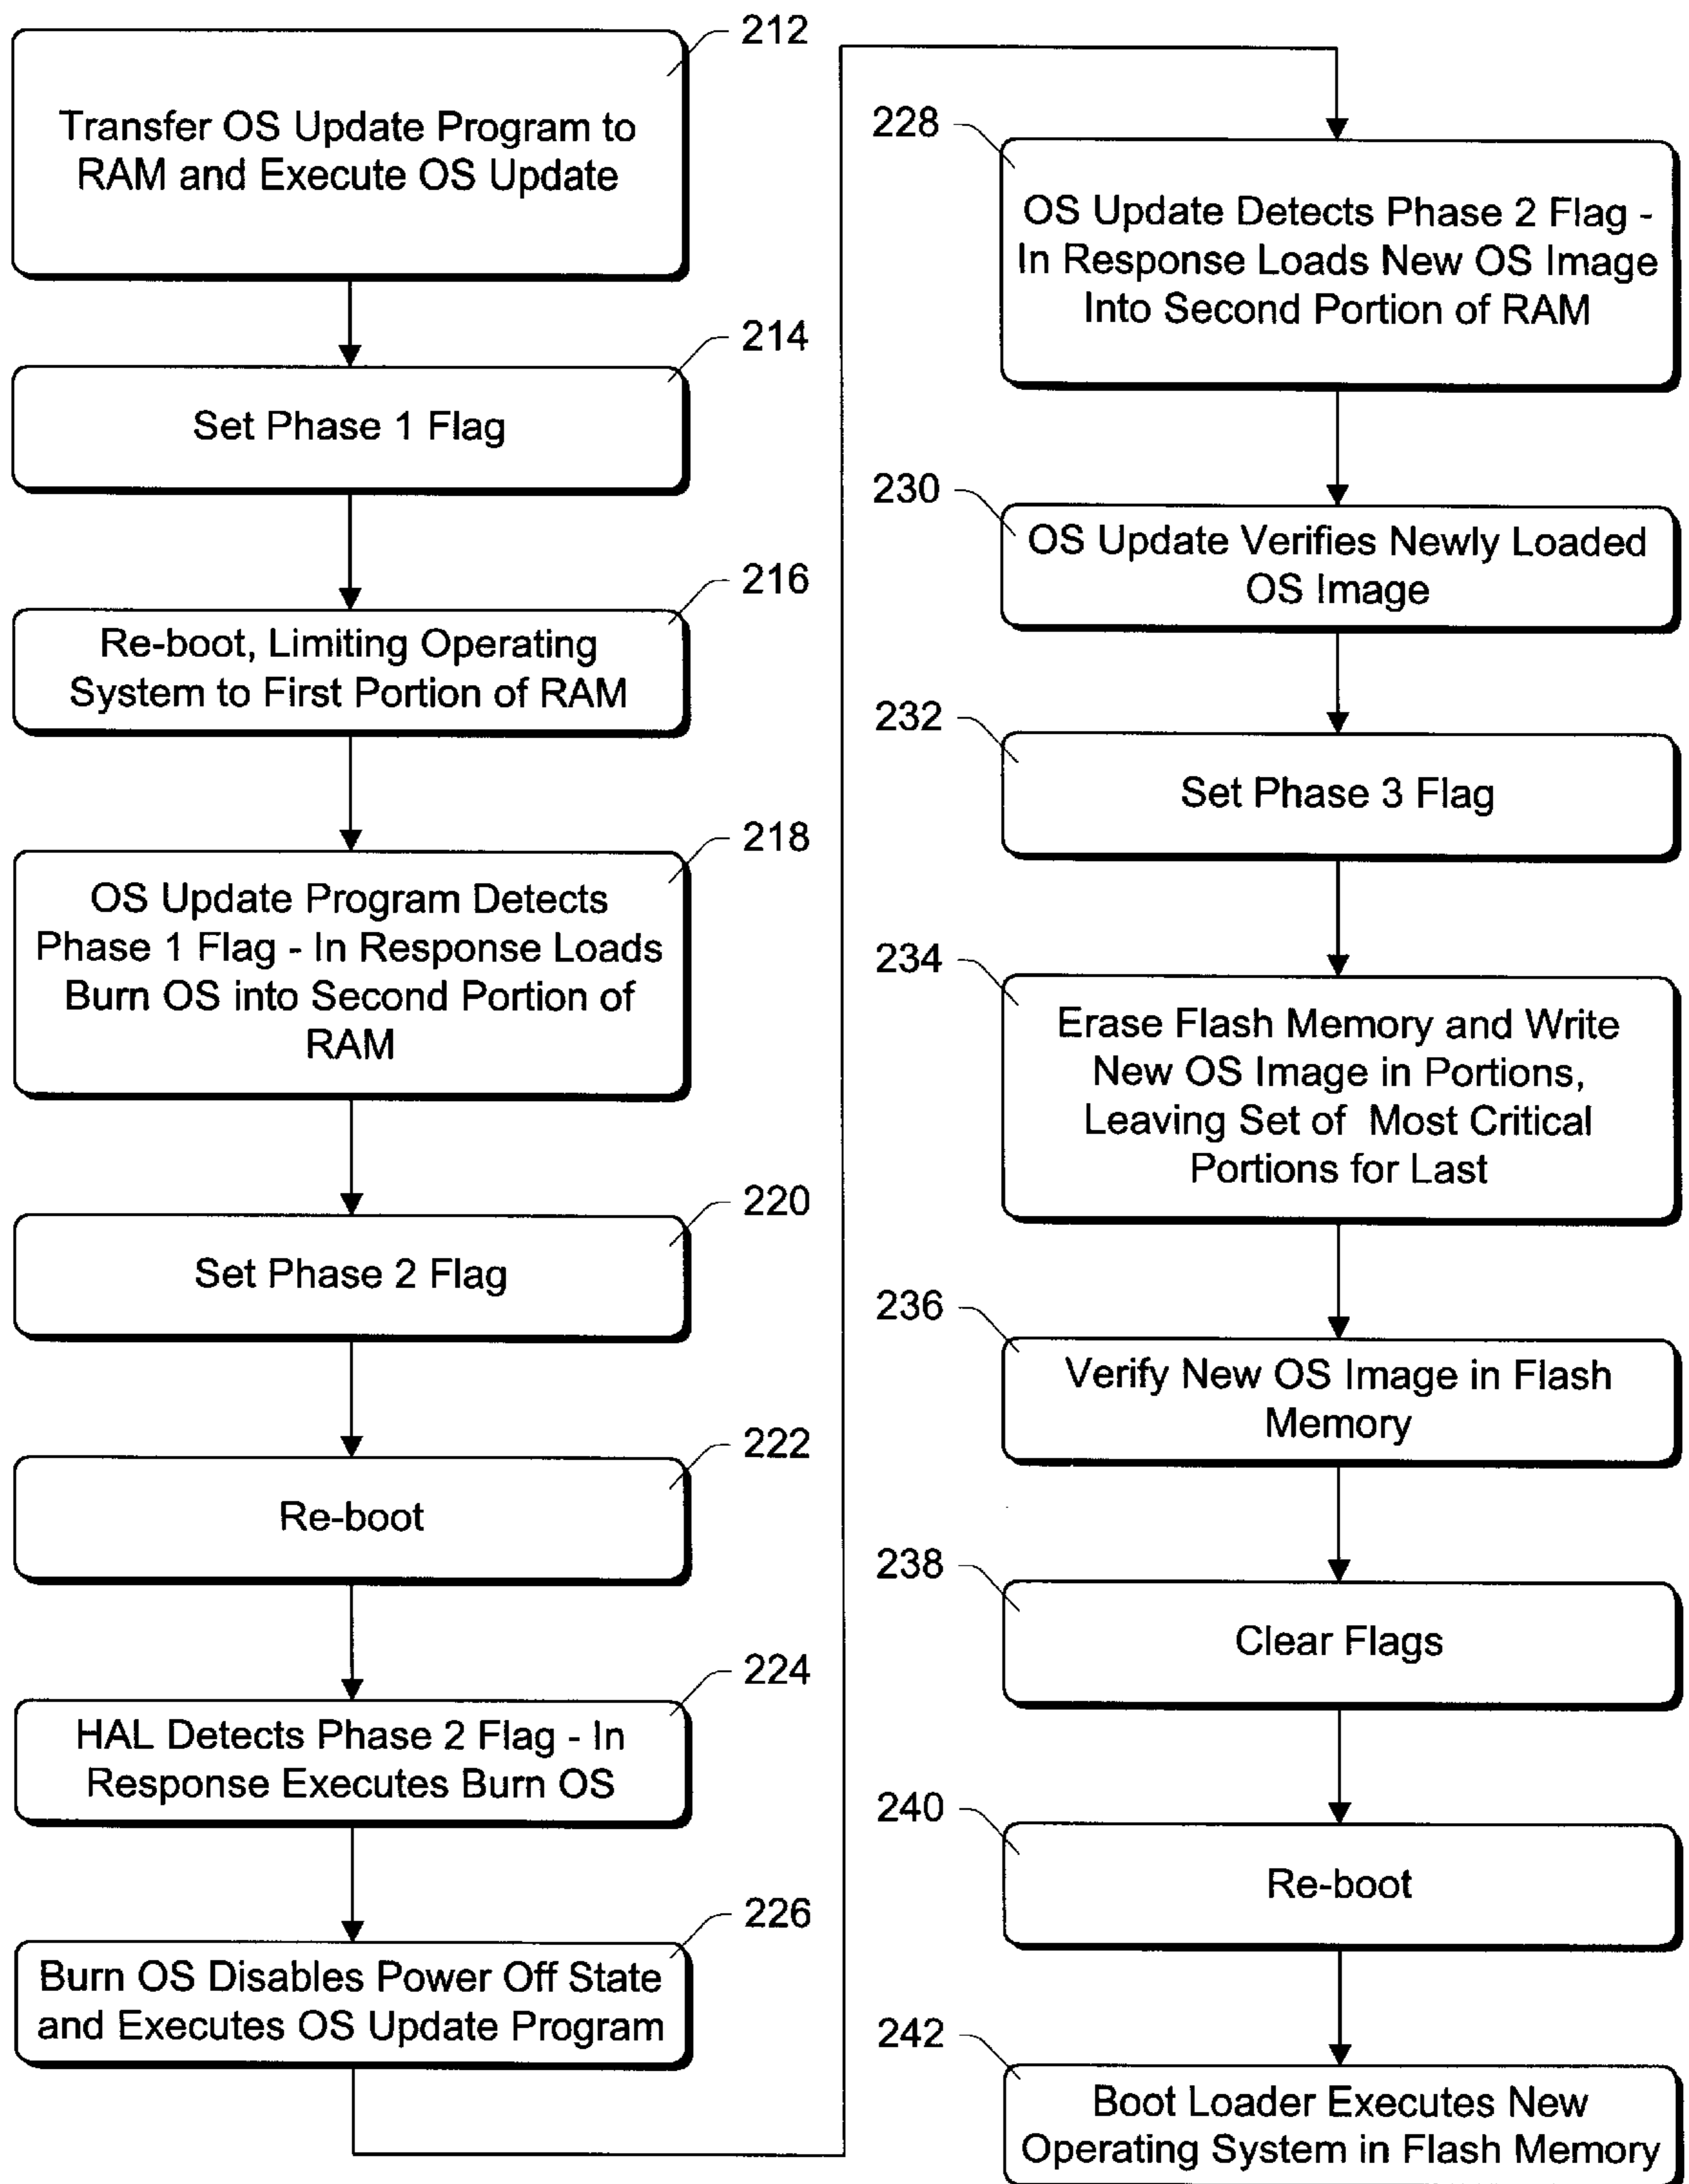 212
Transfer OS Update Program to
RAM and Execute OS Update
214
Set Phase 1 Flag
216
Re-boot, Limiting Operating
System to First Portion of RAM
218
OS Update Program Detects
Phase 1 Flag - In Response Loads
Burn OS into Second Portion of
RAM
220
Set Phase 2 Flag
222
Re-boot
224
HAL Detects Phase 2 Flag - In
Response Executes Burn OS
226
Burn OS Disables Power Off State
and Executes OS Update Program
228
OS Update Detects Phase 2 Flag -
In Response Loads New OS Image
Into Second Portion of RAM
230
OS Update Verifies Newly Loaded
OS Image
232
Set Phase 3 Flag
234
Erase Flash Memory and Write
New OS Image in Portions,
Leaving Set of Most Critical
Portions for Last
236
Verify New OS Image in Flash
Memory
238
Clear Flags
240
Re-boot
242
Boot Loader Executes New
Operating System in Flash Memory